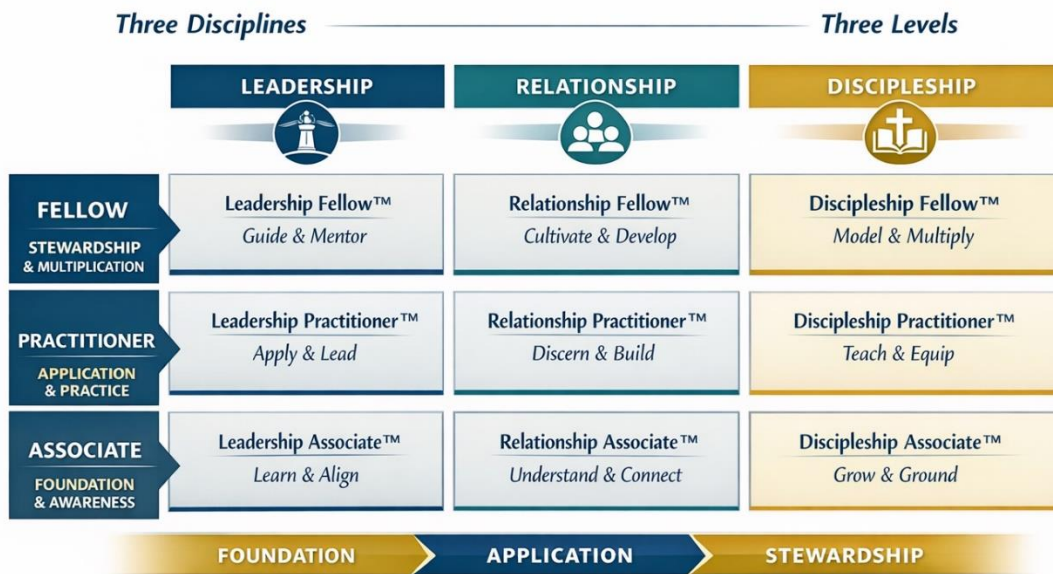 Three Disciplines
Three Levels
LEADERSHIP
RELATIONSHIP
DISCIPLESHIP
FELLOW
STEWARDSHIP
& MULTIPLICATION
Leadership Fellow™
Guide & Mentor
Relationship Fellow™
Cultivate & Develop
Discipleship Fellow™
Model & Multiply
PRACTITIONER
APPLICATION
& PRACTICE
Leadership Practitioner™
Apply & Lead
Relationship Practitioner™
Discern & Build
Discipleship Practitioner™
Teach & Equip
ASSOCIATE
FOUNDATION
& AWARENESS
Leadership Associate™
Learn & Align
Relationship Associate™
Understand & Connect
Discipleship Associate™
Grow & Ground
FOUNDATION
APPLICATION
STEWARDSHIP